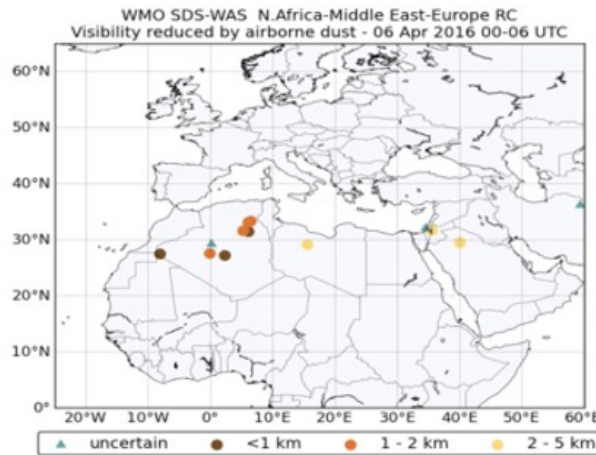 WMO SDS-WAS N.Africa-Middle East-Europe RC
Visibility reduced by airborne dust - 06 Apr 2016 00-06 UTC
60°N
50°N
40°N
30°N
20°N
10°N
0°
20°W 10°W 0° 10°E 20°E 30°E 40°E 50°E 60°E
uncertain <1 km 1 - 2 km 2 - 5 km